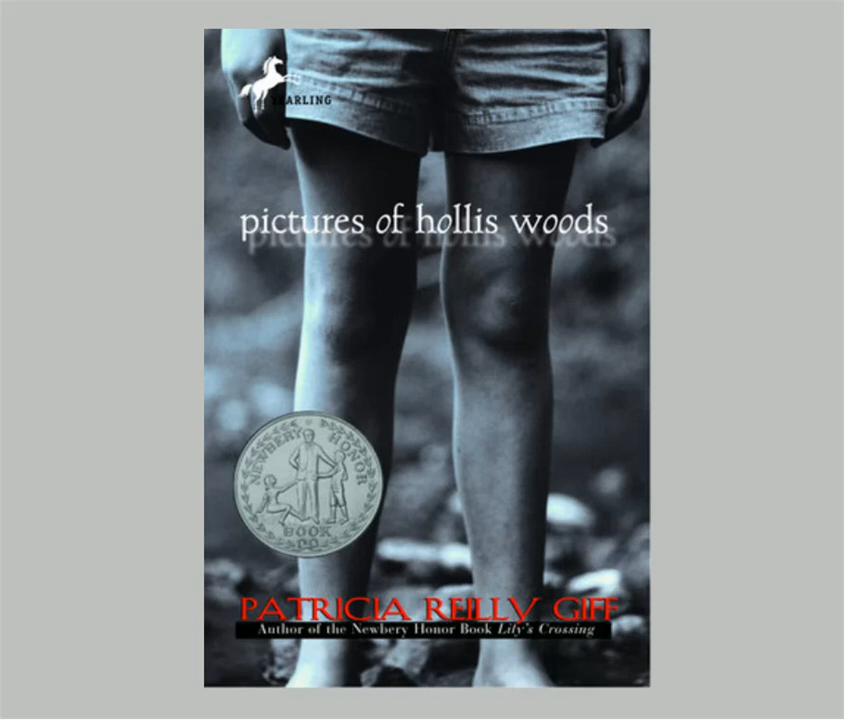 YEARLING
pictures of hollis woods
NEWBERY HONOR
BOOK
PATRICIA REILLY GIFF
Author of the Newbery Honor Book Lily's Crossing